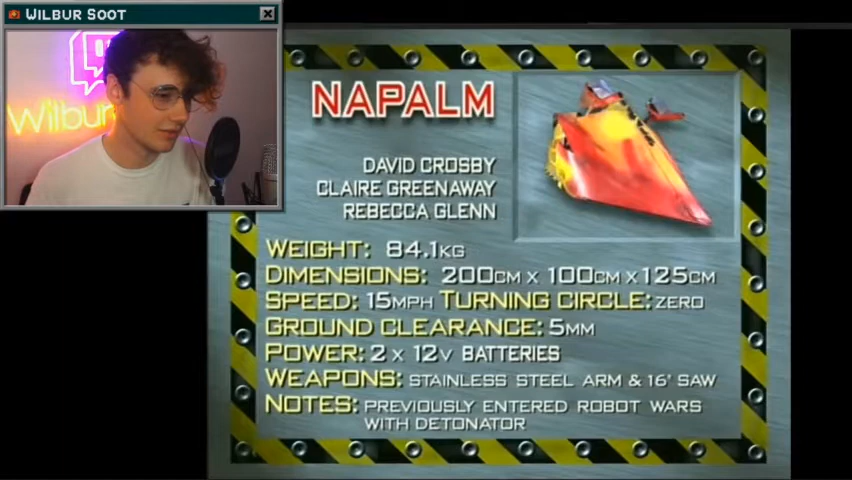 WILBUR SOOT
Wilbur
NAPALM
DAVID CROSBY
CLAIRE GREENAWAY
REBECCA GLENN
WEIGHT: 84.1KG
DIMENSIONS: 200CM X 100CM X 125CM
SPEED: 15MPH TURNING CIRCLE: ZERO
GROUND CLEARANCE: 5MM
POWER: 2 X 12V BATTERIES
WEAPONS: STAINLESS STEEL ARM & 16' SAW
NOTES: PREVIOUSLY ENTERED ROBOT WARS
WITH DETONATOR